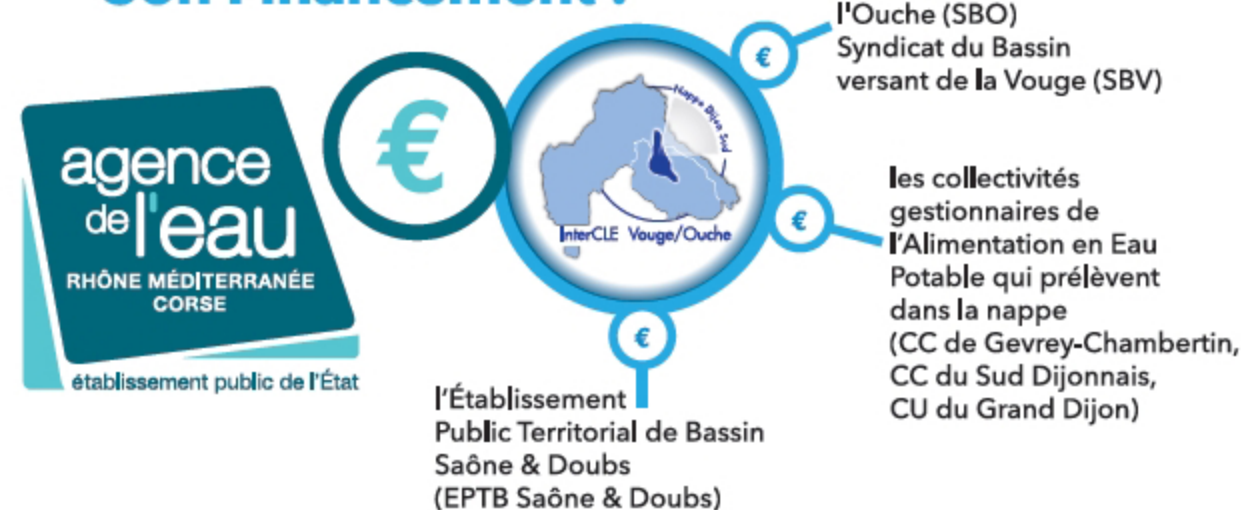 Son Financement :
l'Ouche (SBO)
Syndicat du Bassin
versant de la Vouge (SBV)
€
€
agence
de l'eau
RHÔNE MÉDITERRANÉE
CORSE
établissement public de l'État
Nappe Dijon Sud
InterCLE Vouge/Ouche
€
les collectivités
gestionnaires de
l'Alimentation en Eau
Potable qui prélèvent
dans la nappe
(CC de Gevrey-Chambertin,
CC du Sud Dijonnais,
CU du Grand Dijon)
€
l'Établissement
Public Territorial de Bassin
Saône & Doubs
(EPTB Saône & Doubs)